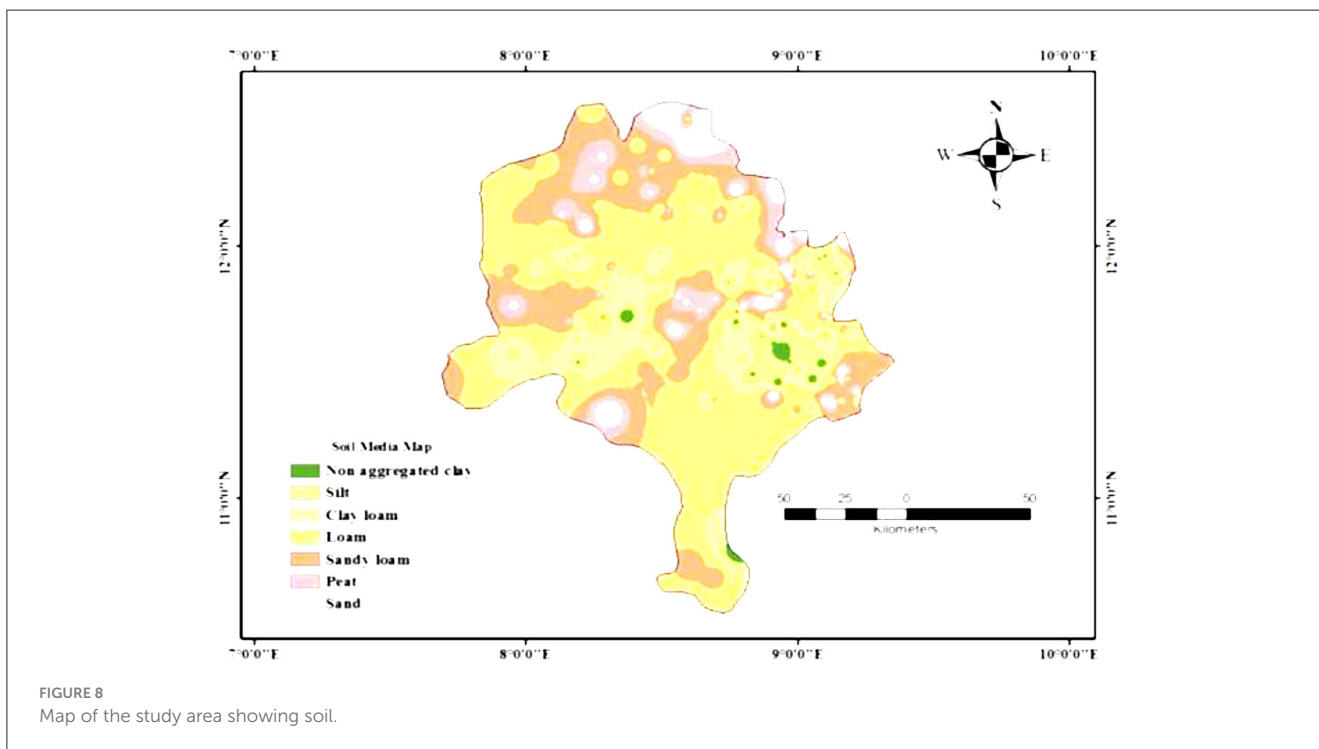 7°0'0"E 8°0'0"E 9°0'0"E 10°0'0"E
N
W E
S
12°0'0"N 12°0'0"N
Soil Media Map
Non aggregated clay
Silt
Clay loam
Loam
Sandy loam
Peat
Sand
11°0'0"N 11°0'0"N
50 25 0 50
Kilometers
7°0'0"E 8°0'0"E 9°0'0"E 10°0'0"E
FIGURE 8
Map of the study area showing soil.